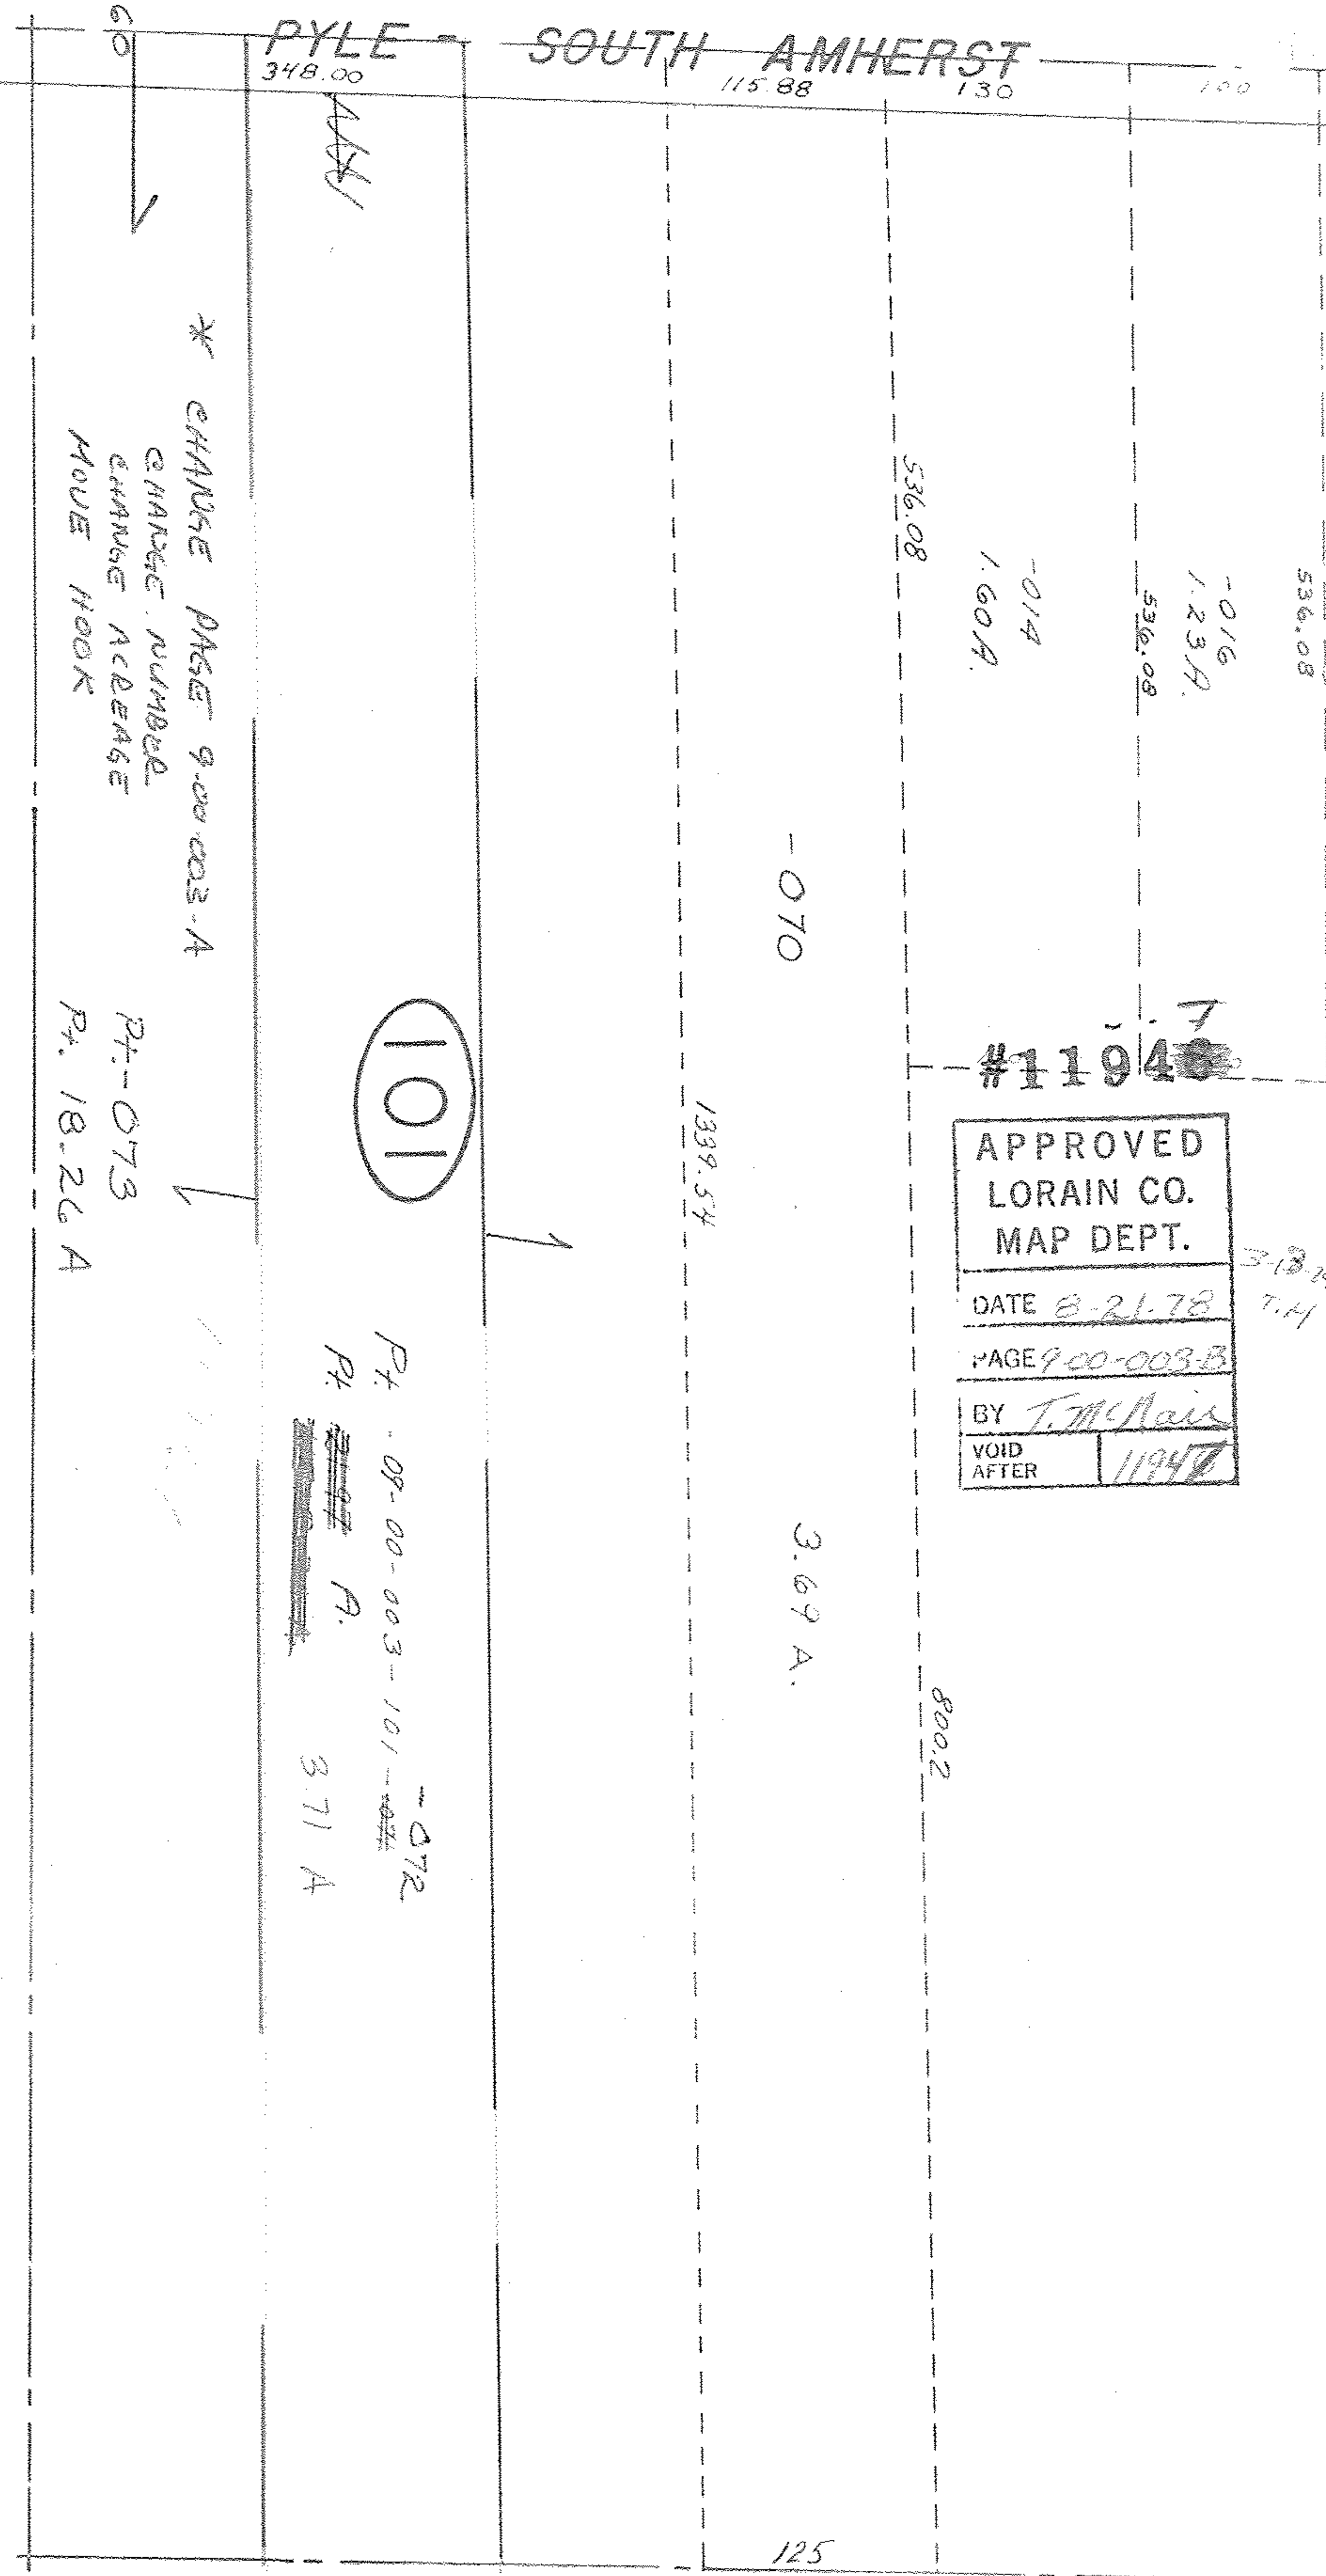 60
PYLE - SOUTH AMHERST
348.00
115.88
130
100
536.08
-016
1.23 A.
536.08
-014
1.60 A.
536.08
-070
* CHANGE PAGE 9-00-003-A
CHANGE NUMBER
CHANGE ACREAGE
MOVE HOOK
101
Pt.-073
Pt. 18.26 A
1339.54
#1194 7
APPROVED
LORAIN CO.
MAP DEPT.
DATE 8-21-78
PAGE 9-00-003-B
BY T. McNair
VOID AFTER 11947
T.M
Pt. -09-00-003-101-
-072
Pt. A.
3.71 A
3.69 A.
800.2
125